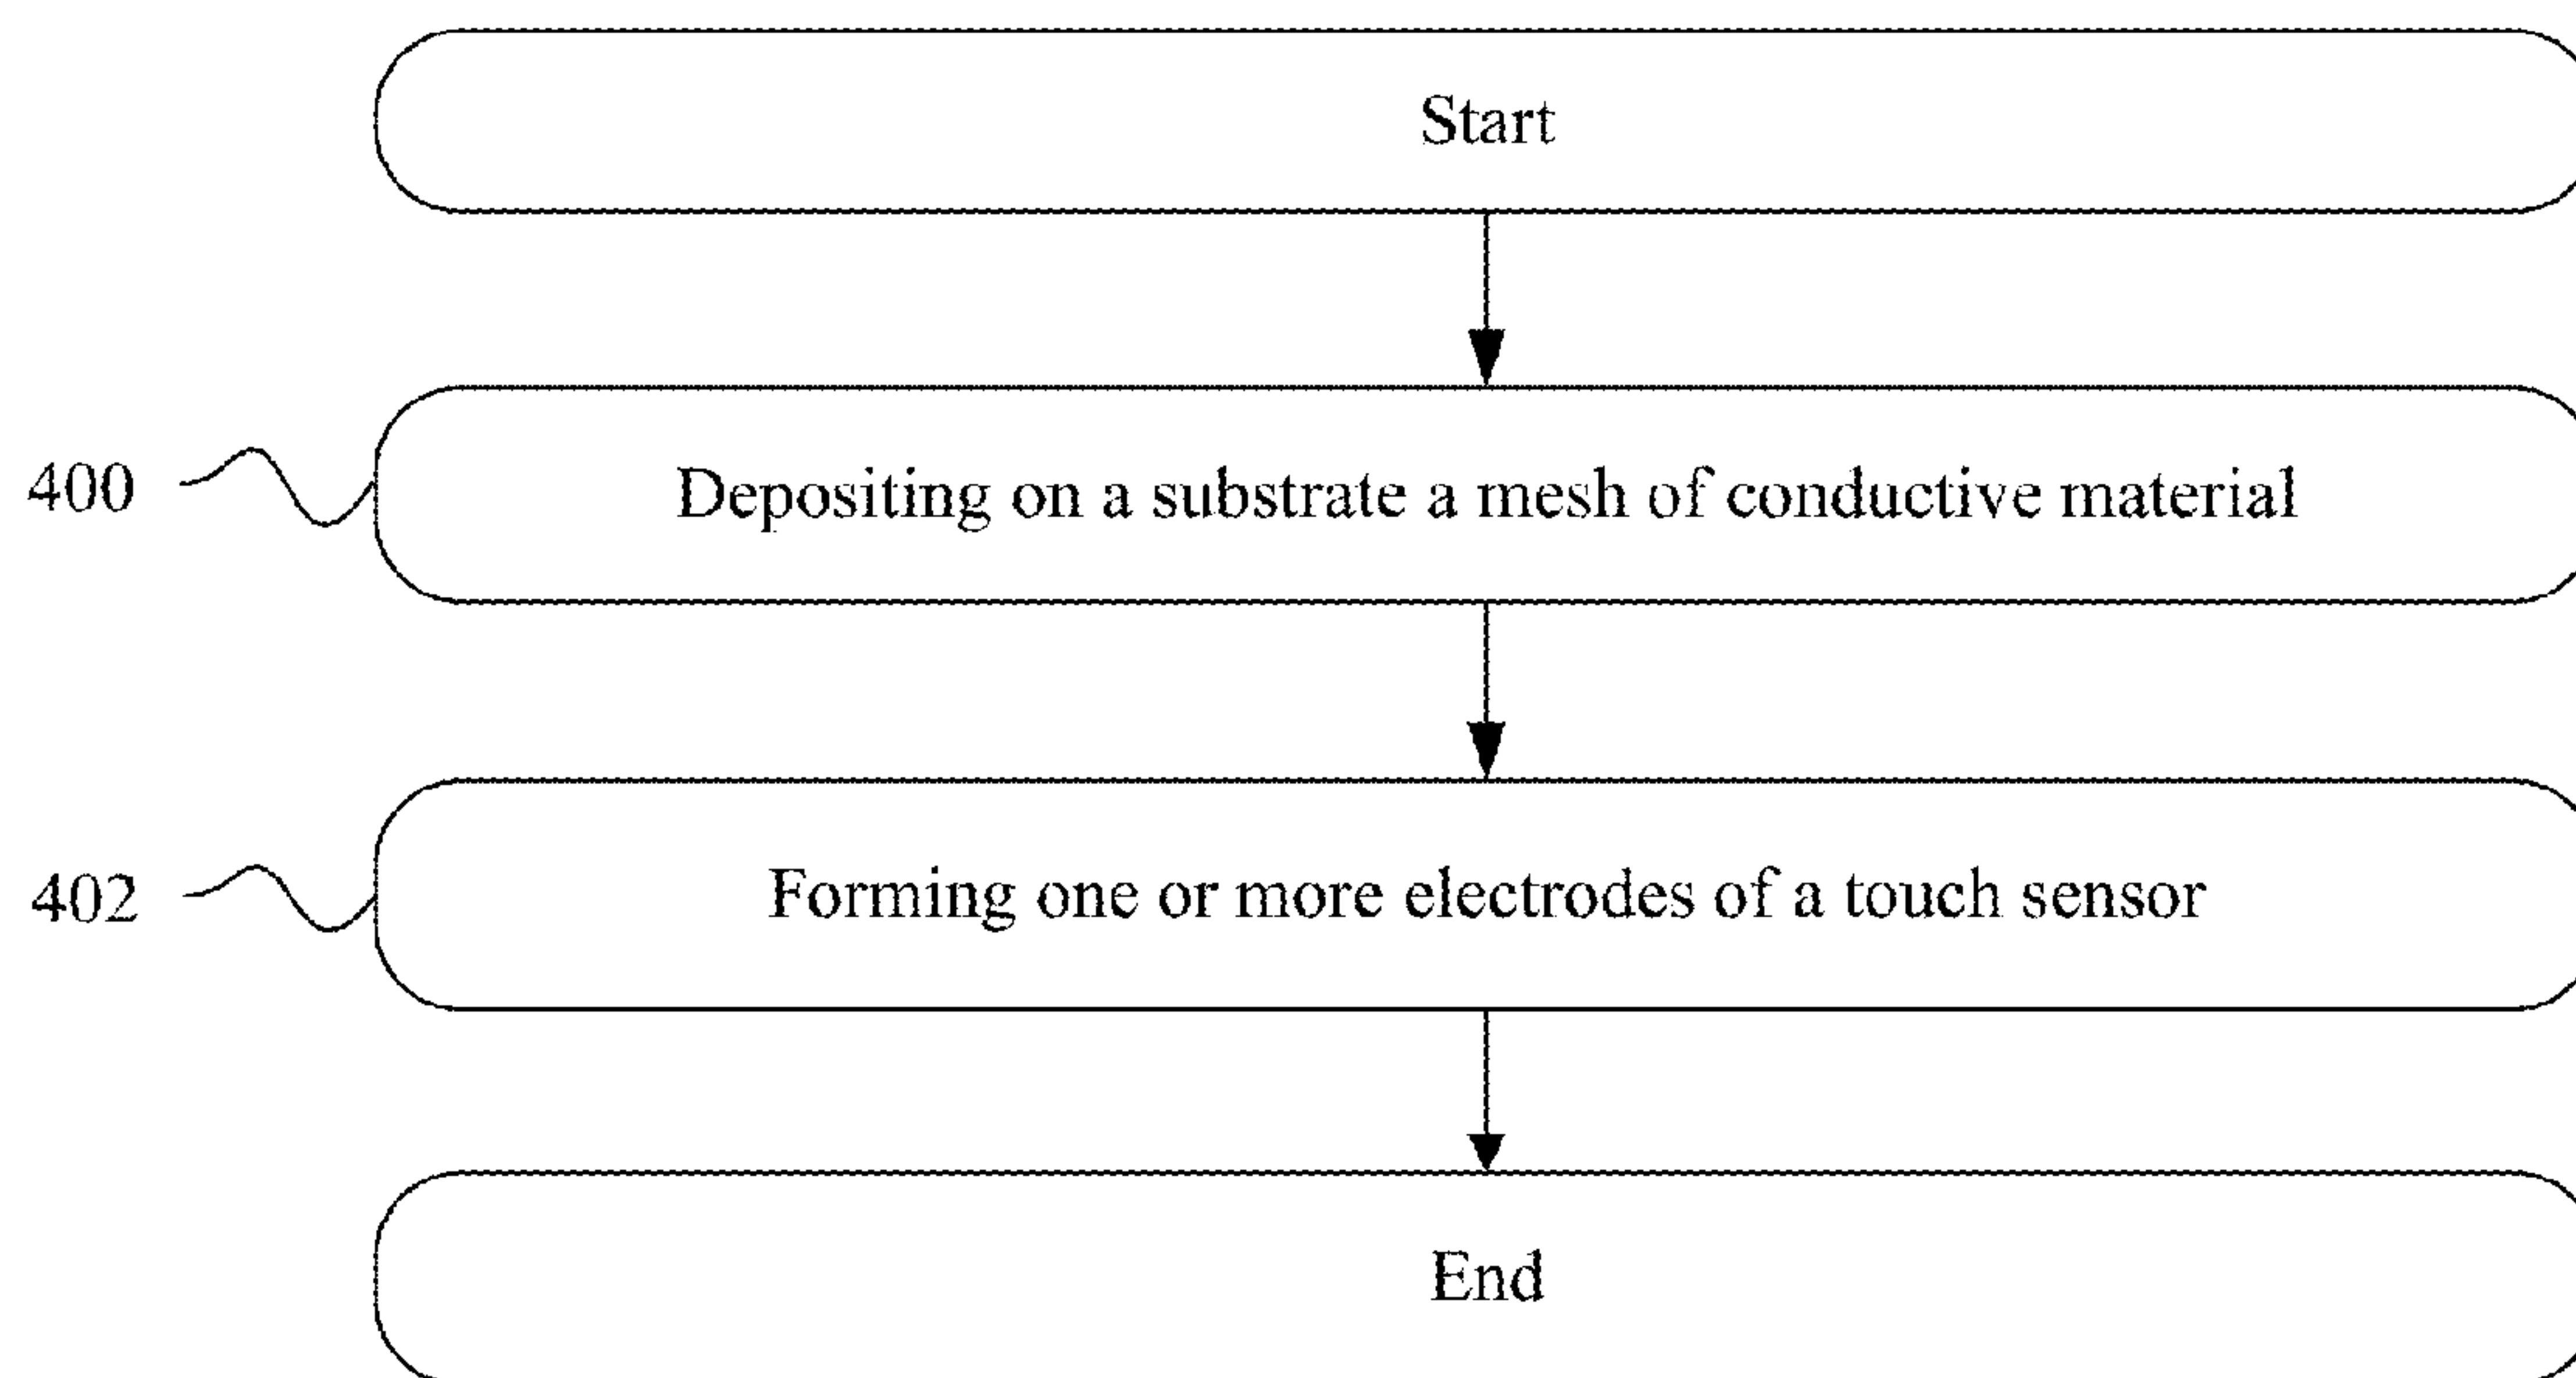 Start
400
Depositing on a substrate a mesh of conductive material
402
Forming one or more electrodes of a touch sensor
End